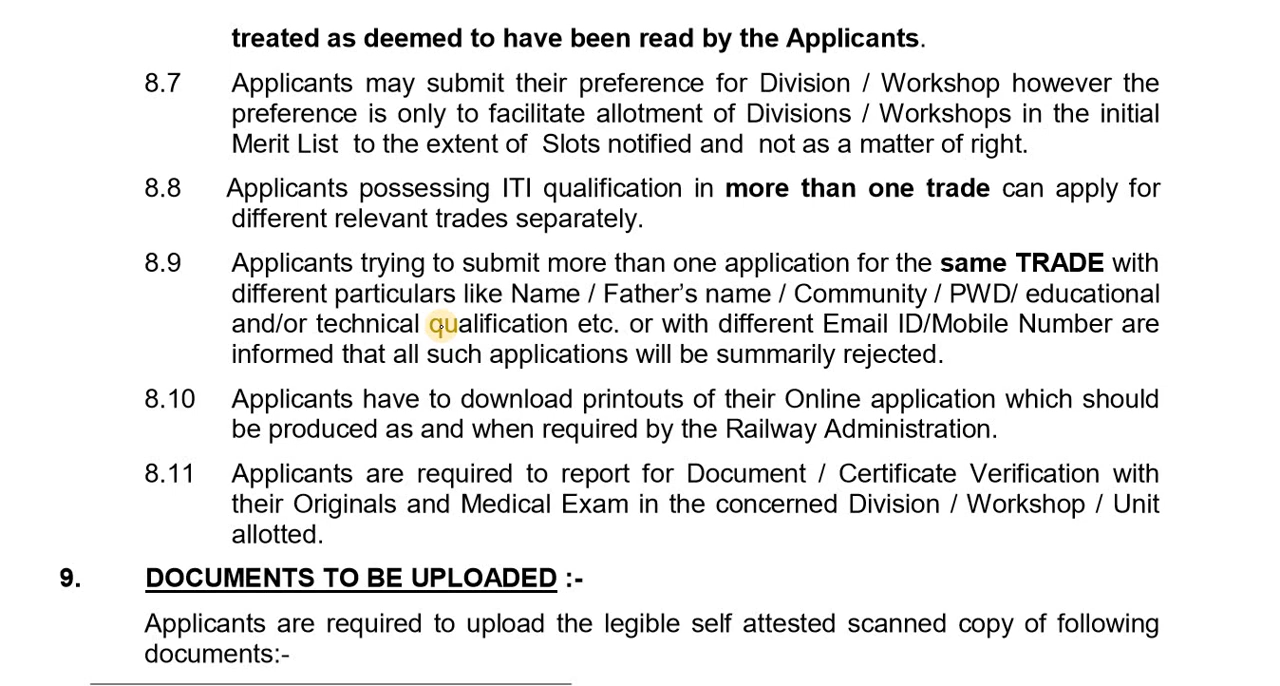 treated as deemed to have been read by the Applicants.
8.7 Applicants may submit their preference for Division / Workshop however the
preference is only to facilitate allotment of Divisions / Workshops in the initial
Merit List to the extent of Slots notified and not as a matter of right.
8.8 Applicants possessing ITI qualification in more than one trade can apply for
different relevant trades separately.
8.9 Applicants trying to submit more than one application for the same TRADE with
different particulars like Name / Father’s name / Community / PWD/ educational
and/or technical qualification etc. or with different Email ID/Mobile Number are
informed that all such applications will be summarily rejected.
8.10 Applicants have to download printouts of their Online application which should
be produced as and when required by the Railway Administration.
8.11 Applicants are required to report for Document / Certificate Verification with
their Originals and Medical Exam in the concerned Division / Workshop / Unit
allotted.
9. DOCUMENTS TO BE UPLOADED :-
Applicants are required to upload the legible self attested scanned copy of following
documents:-